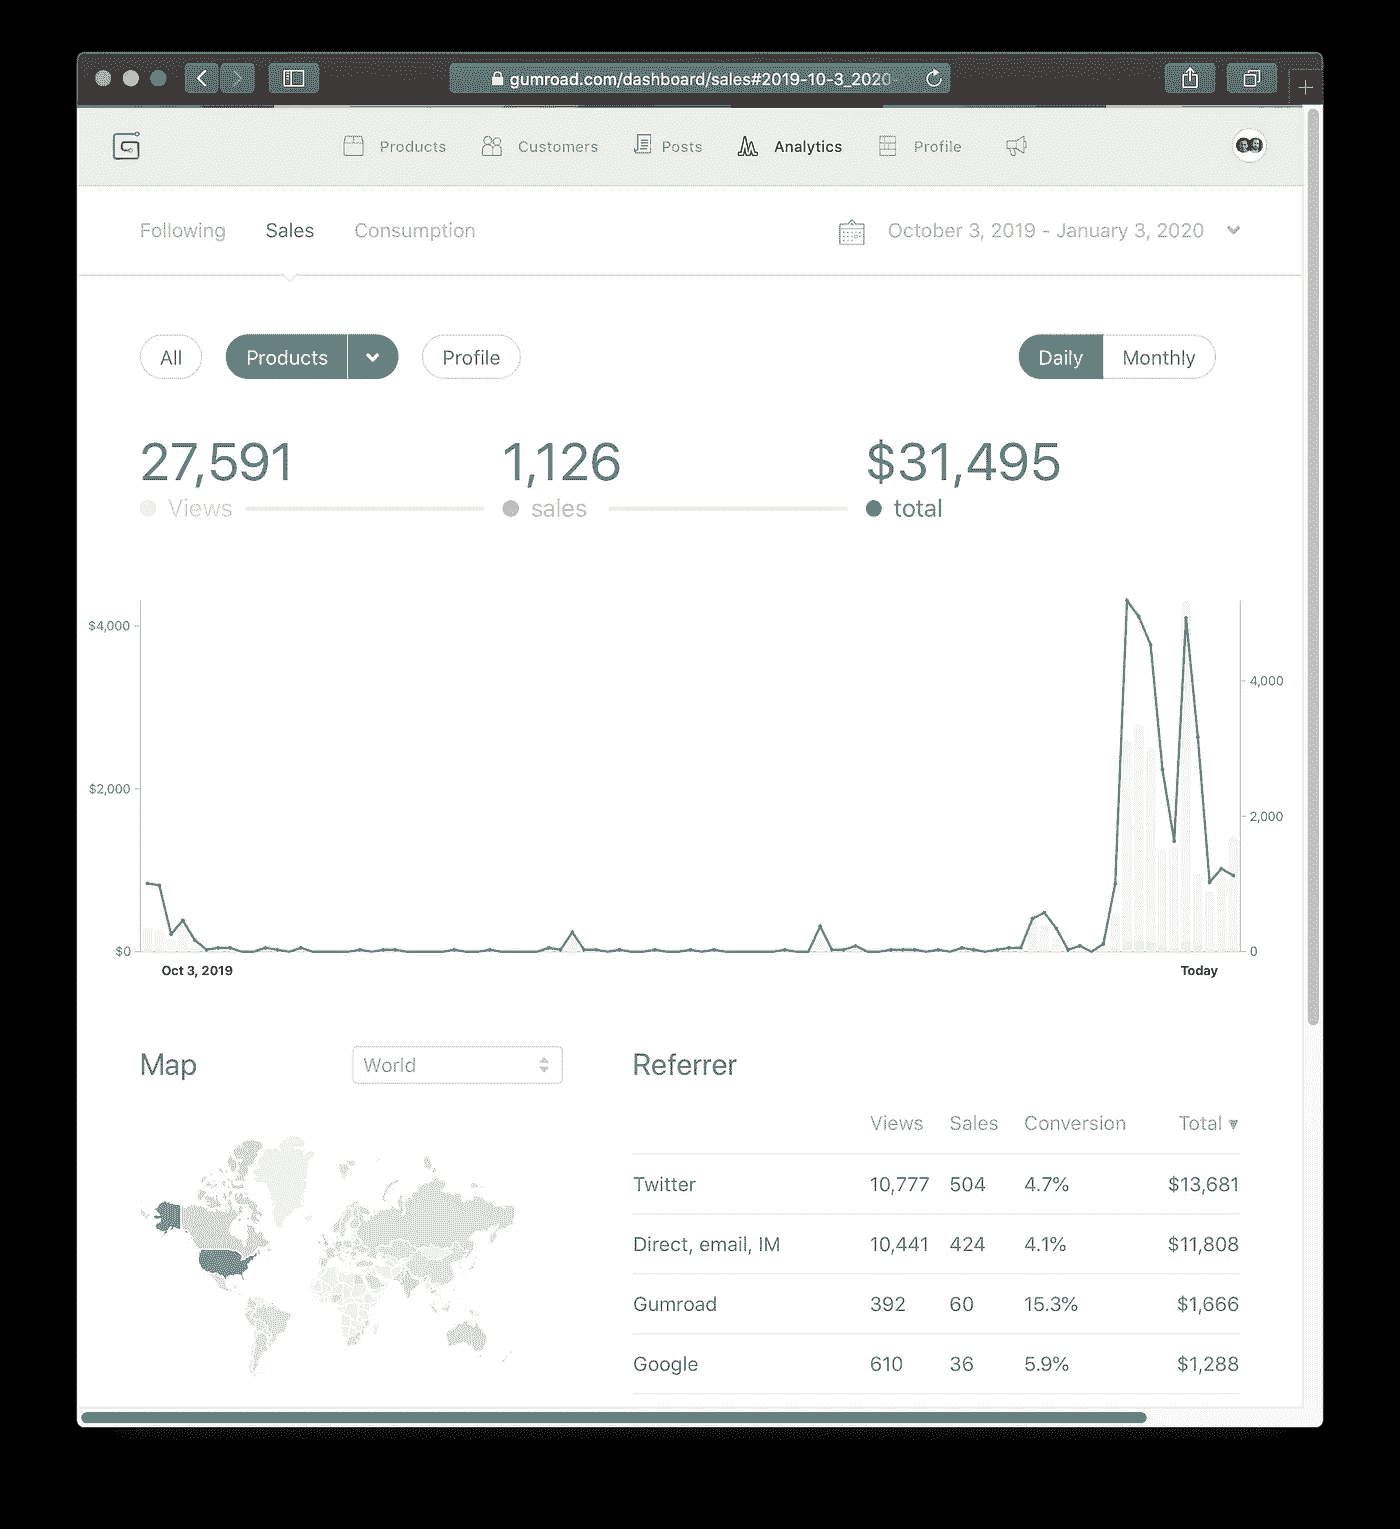 gumroad.com/dashboard/sales#2019-10-3_2020-
Products Customers Posts Analytics Profile
Following Sales Consumption October 3, 2019 - January 3, 2020
All Products Profile Daily Monthly
27,591 1,126 $31,495
Views sales total
$4,000
4,000
$2,000
2,000
$0 0
Oct 3, 2019 Today
Map World Referrer
Views Sales Conversion Total
Twitter 10,777 504 4.7% $13,681
Direct, email, IM 10,441 424 4.1% $11,808
Gumroad 392 60 15.3% $1,666
Google 610 36 5.9% $1,288